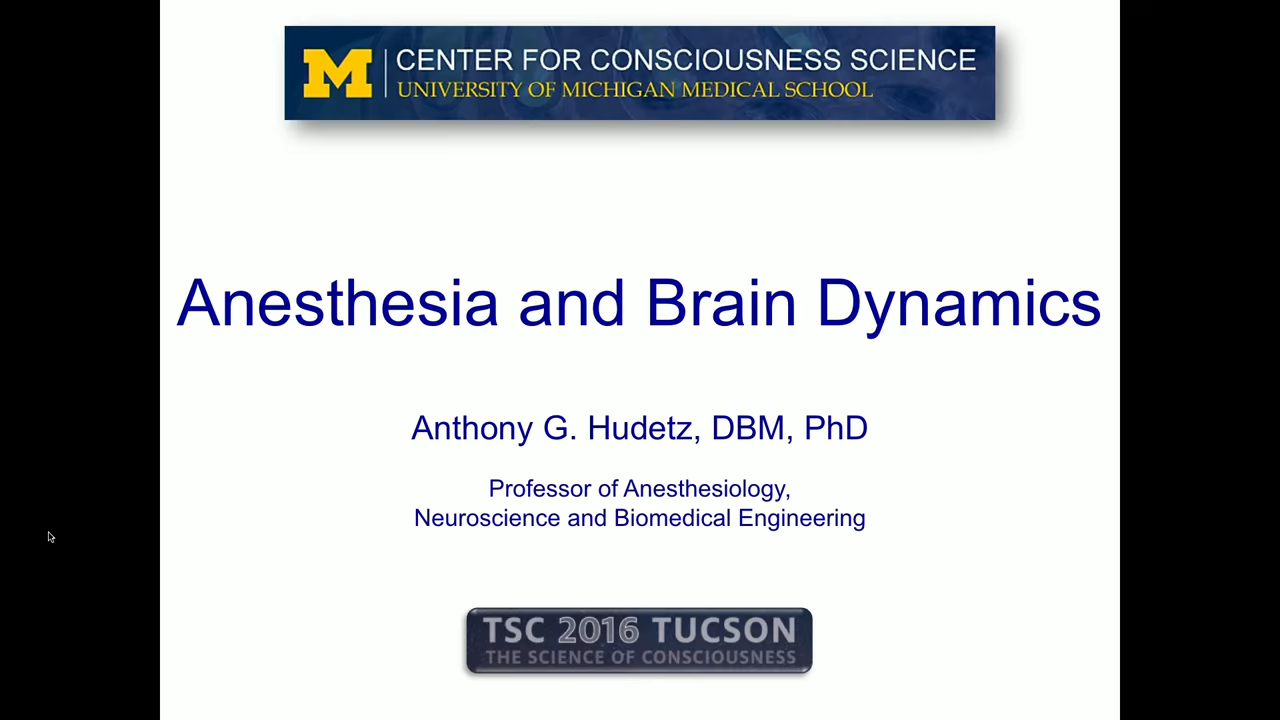 M
CENTER FOR CONSCIOUSNESS SCIENCE
UNIVERSITY OF MICHIGAN MEDICAL SCHOOL
Anesthesia and Brain Dynamics
Anthony G. Hudetz, DBM, PhD
Professor of Anesthesiology,
Neuroscience and Biomedical Engineering
TSC 2016 TUCSON
THE SCIENCE OF CONSCIOUSNESS